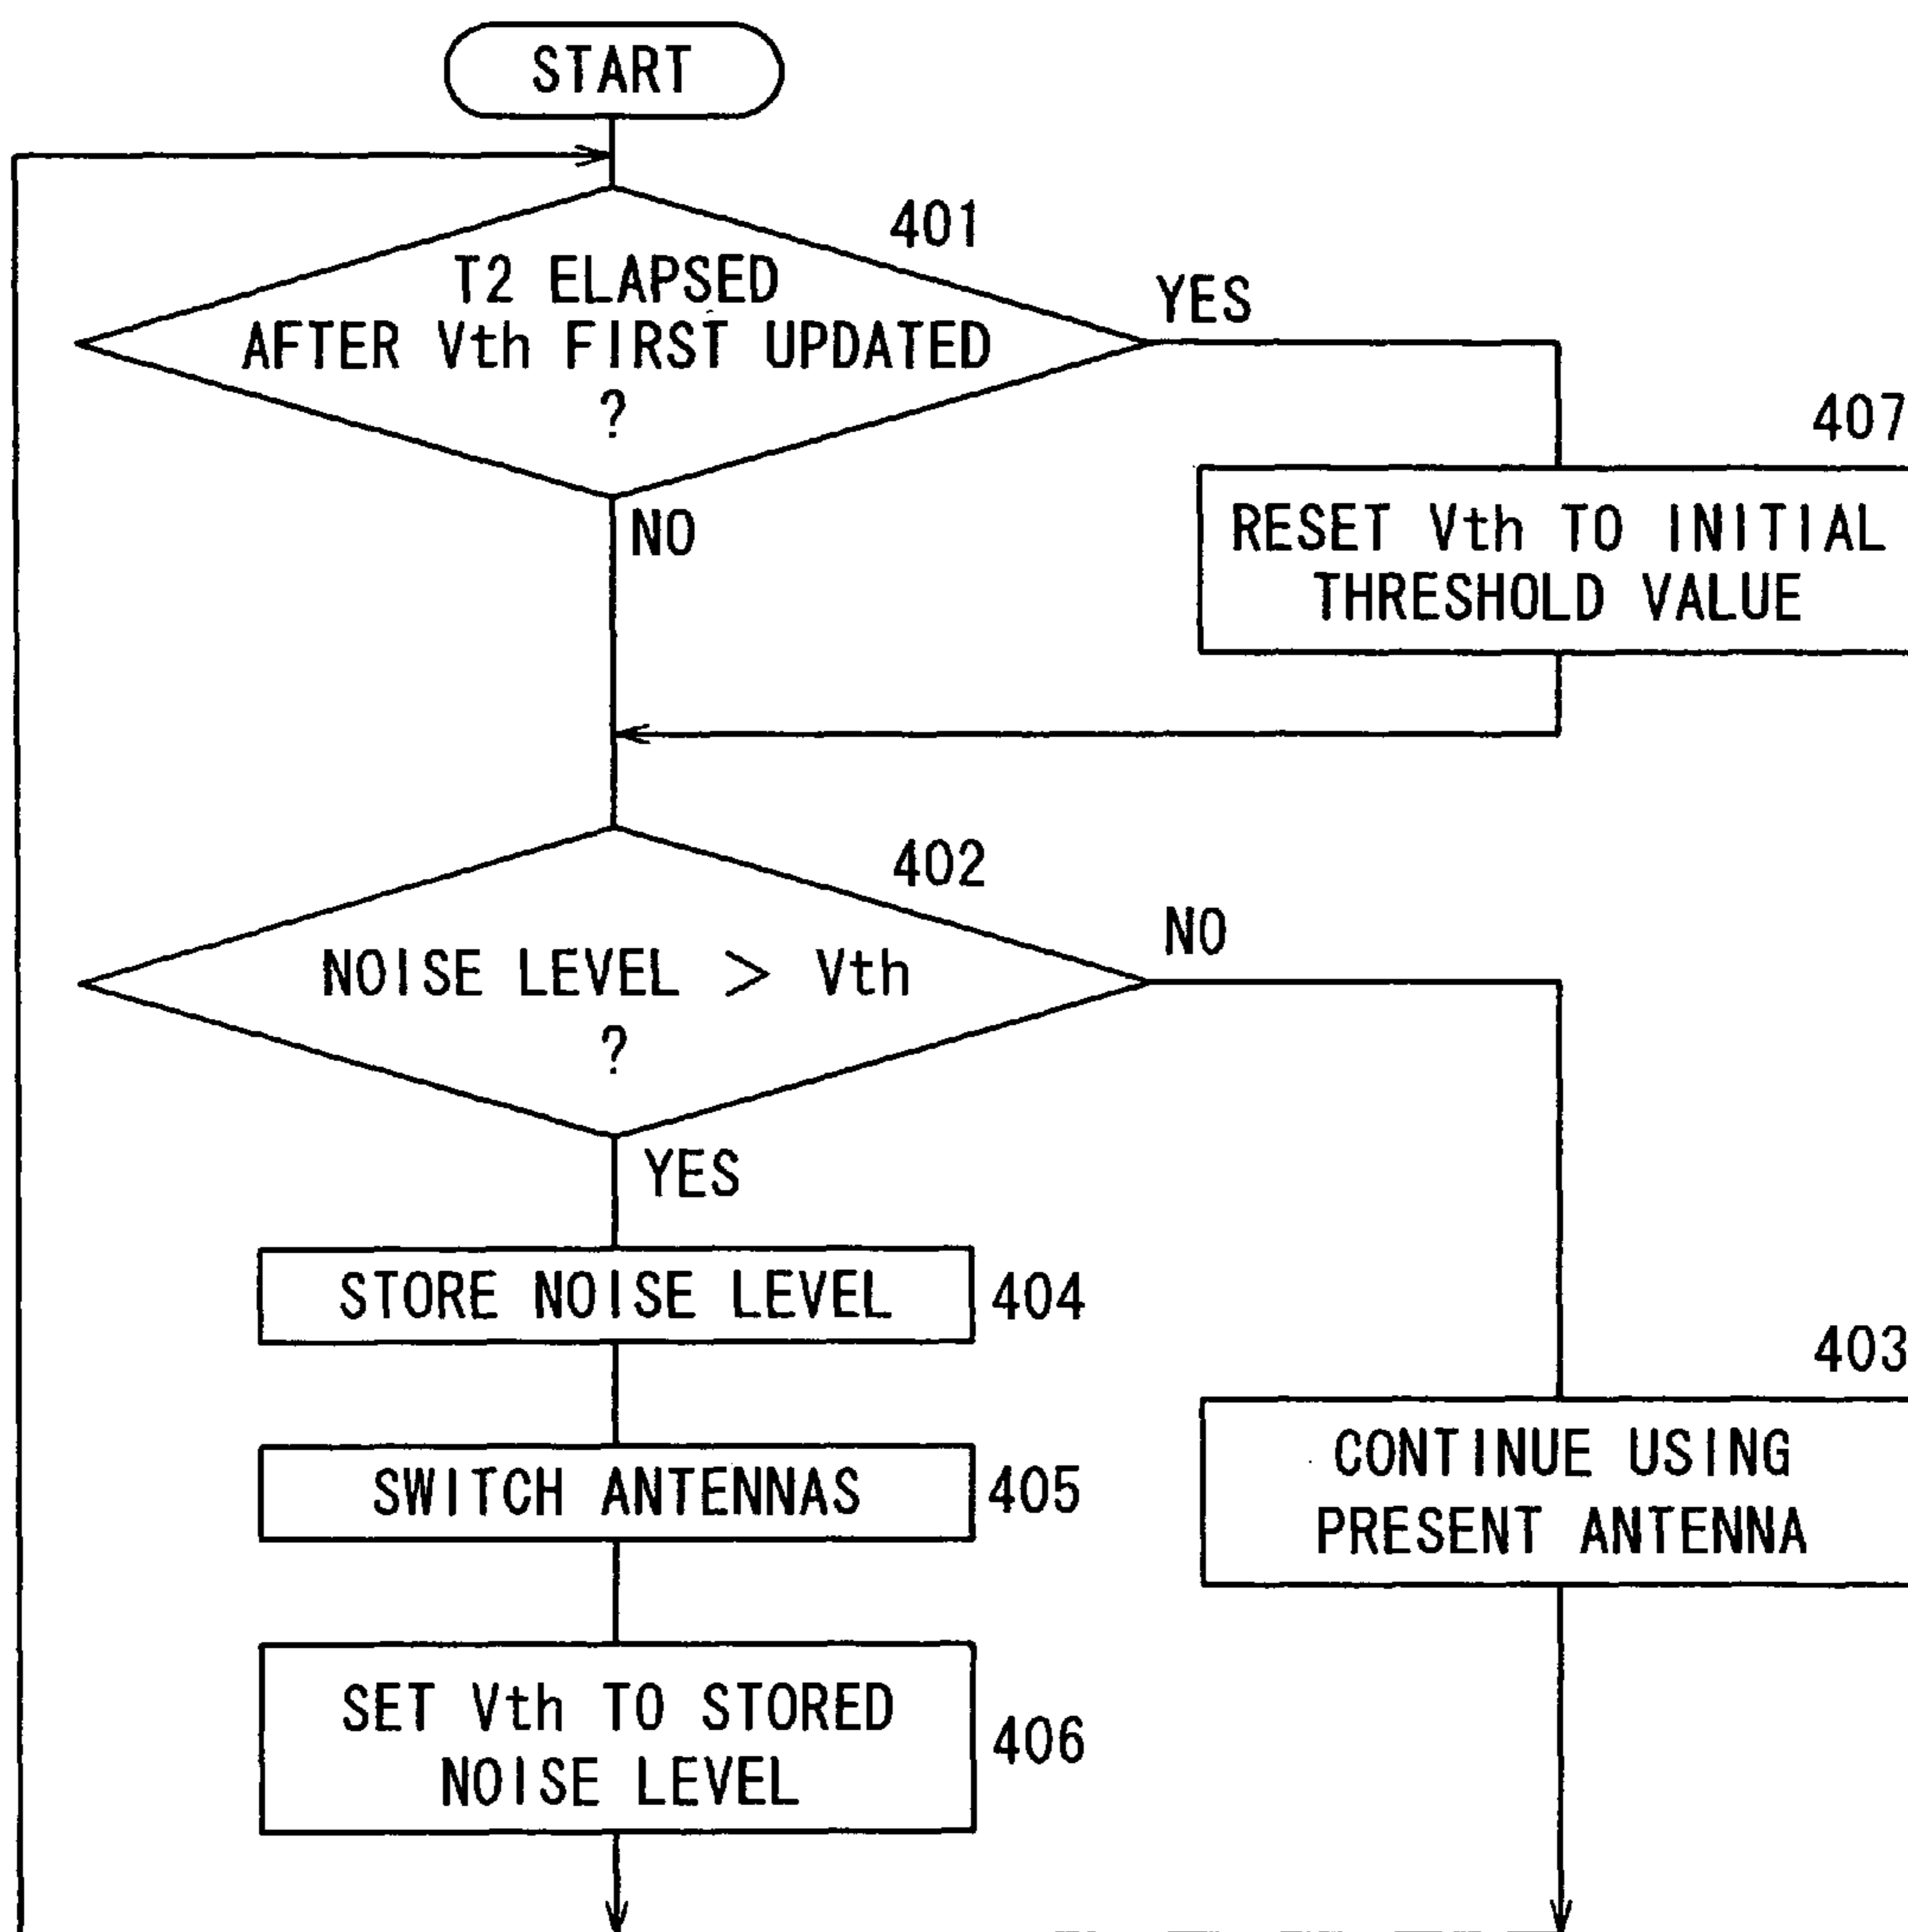 START
401
T2 ELAPSED
AFTER Vth FIRST UPDATED
?
YES
407
NO
RESET Vth TO INITIAL
THRESHOLD VALUE
402
NO
NOISE LEVEL > Vth
?
YES
STORE NOISE LEVEL
404
403
SWITCH ANTENNAS
405
CONTINUE USING
PRESENT ANTENNA
SET Vth TO STORED
NOISE LEVEL
406